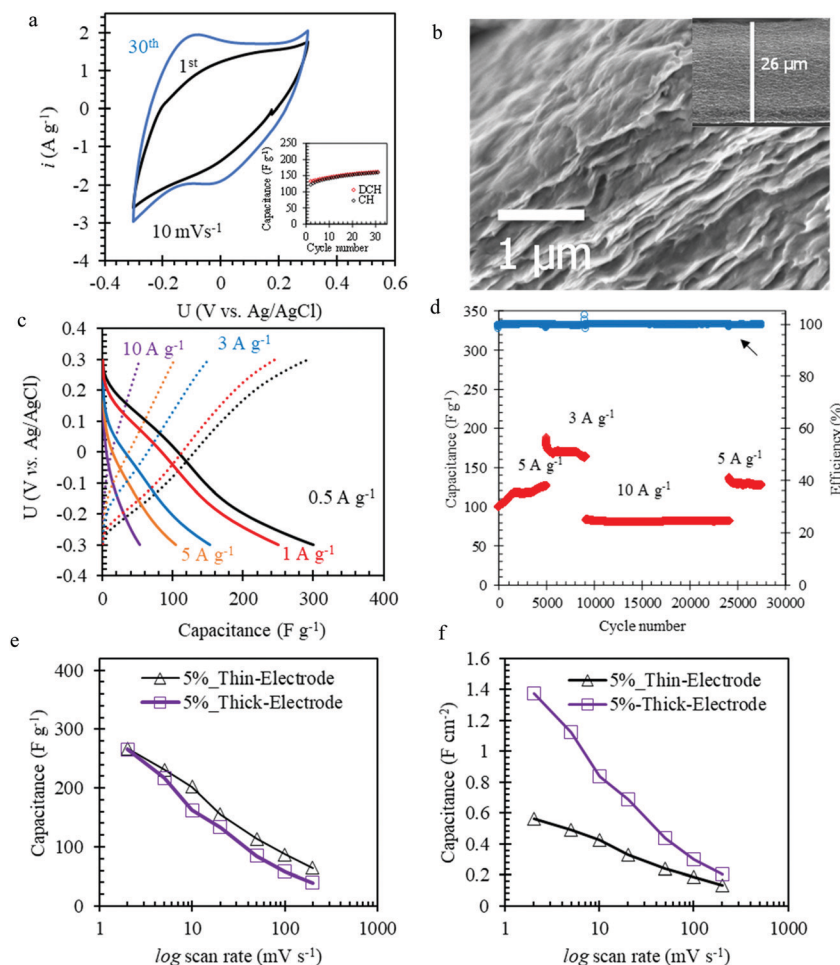 a
2
1
0
-1
-2
-3
-4
i (A g-1)
30th
1st
10 mVs-1
250
200
150
100
50
0
Capacitance (F g-1)
DCH
CH
0 10 20 30 40
Cycle number
-0.6 -0.4 -0.2 0 0.2 0.4 0.6
U (V vs. Ag/AgCl)
b
26 µm
1 µm
c
0.4
0.3
0.2
0.1
0
-0.1
-0.2
-0.3
-0.4
U (V vs. Ag/AgCl)
10 A g-1
3 A g-1
0.5 A g-1
5 A g-1
1 A g-1
0 100 200 300 400
Capacitance (F g-1)
d
350
300
250
200
150
100
50
0
Capacitance (F g-1)
3 A g-1
5 A g-1
5 A g-1
10 A g-1
100
80
60
40
20
0
Efficiency (%)
0 5000 10000 15000 20000 25000 30000
Cycle number
e
400
300
200
100
0
Capacitance (F g-1)
5%_Thin-Electrode
5%_Thick-Electrode
1 10 100 1000
log scan rate (mV s-1)
f
1.6
1.4
1.2
1
0.8
0.6
0.4
0.2
0
Capacitance (F cm-2)
5%_Thin-Electrode
5%-Thick-Electrode
1 10 100 1000
log scan rate (mV s-1)